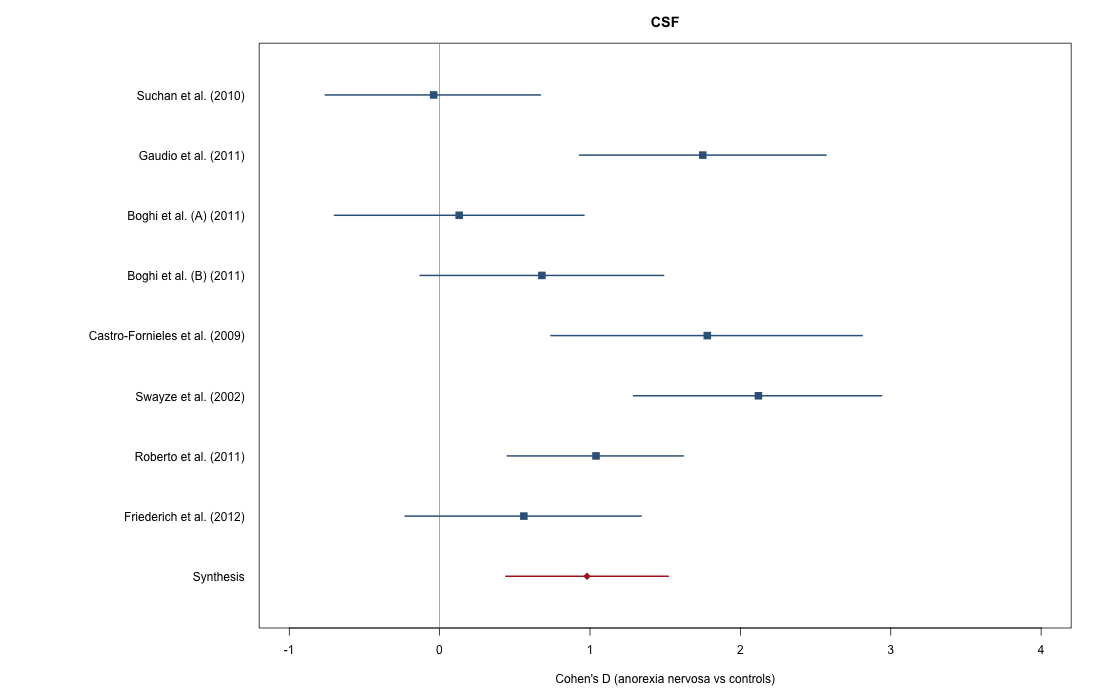 CSF
Suchan et al. (2010)
Gaudio et al. (2011)
Boghi et al. (A) (2011)
Boghi et al. (B) (2011)
Castro-Fornieles et al. (2009)
Swayze et al. (2002)
Roberto et al. (2011)
Friederich et al. (2012)
Synthesis
-1 0 1 2 3 4
Cohen's D (anorexia nervosa vs controls)